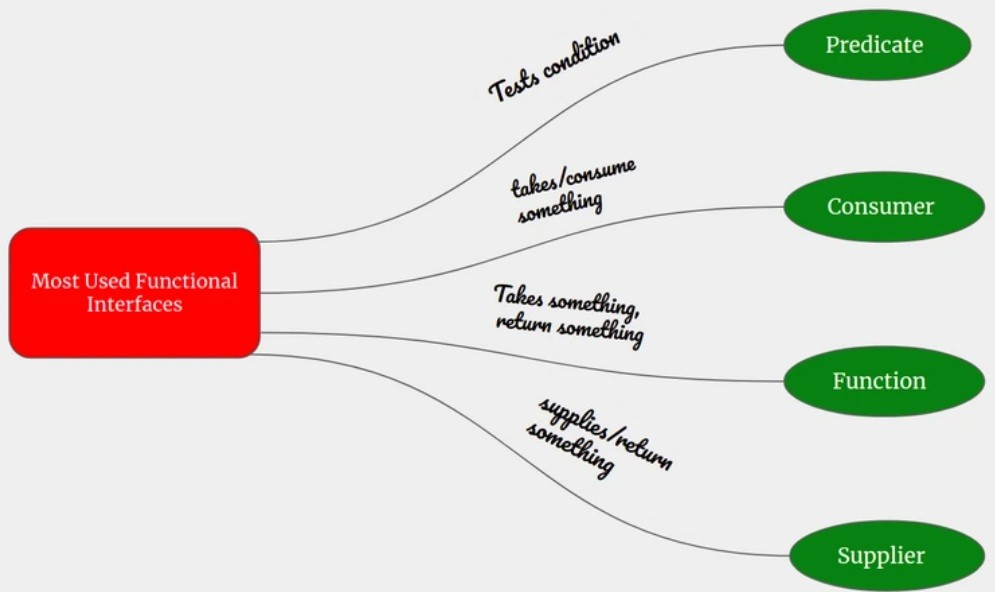 Most Used Functional
Interfaces
Tests condition
Predicate
takes/consume
something
Consumer
Takes something,
return something
Function
supplies/return
something
Supplier